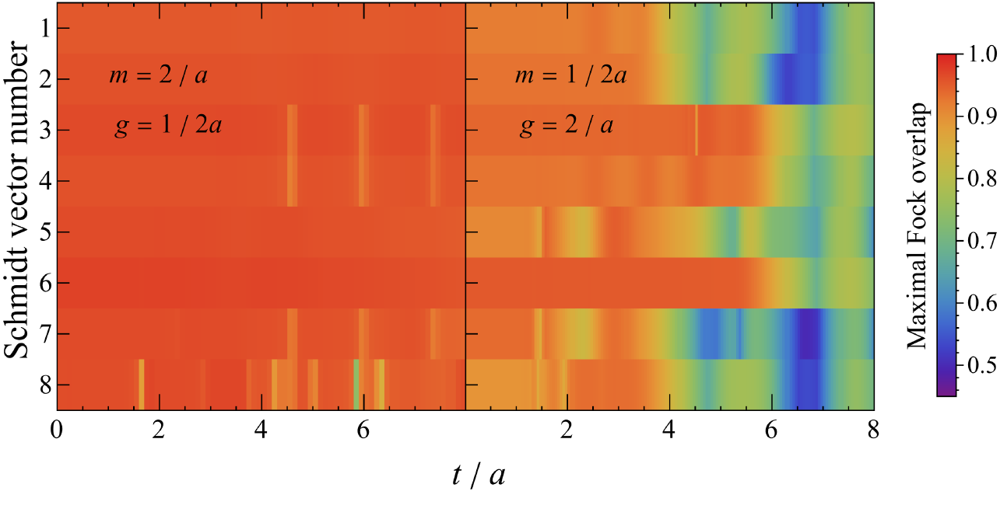 Schmidt vector number
1
2
3
4
5
6
7
8
m = 2 / a
g = 1 / 2a
m = 1 / 2a
g = 2 / a
0 2 4 6 2 4 6 8
t / a
Maximal Fock overlap
1.0
0.9
0.8
0.7
0.6
0.5